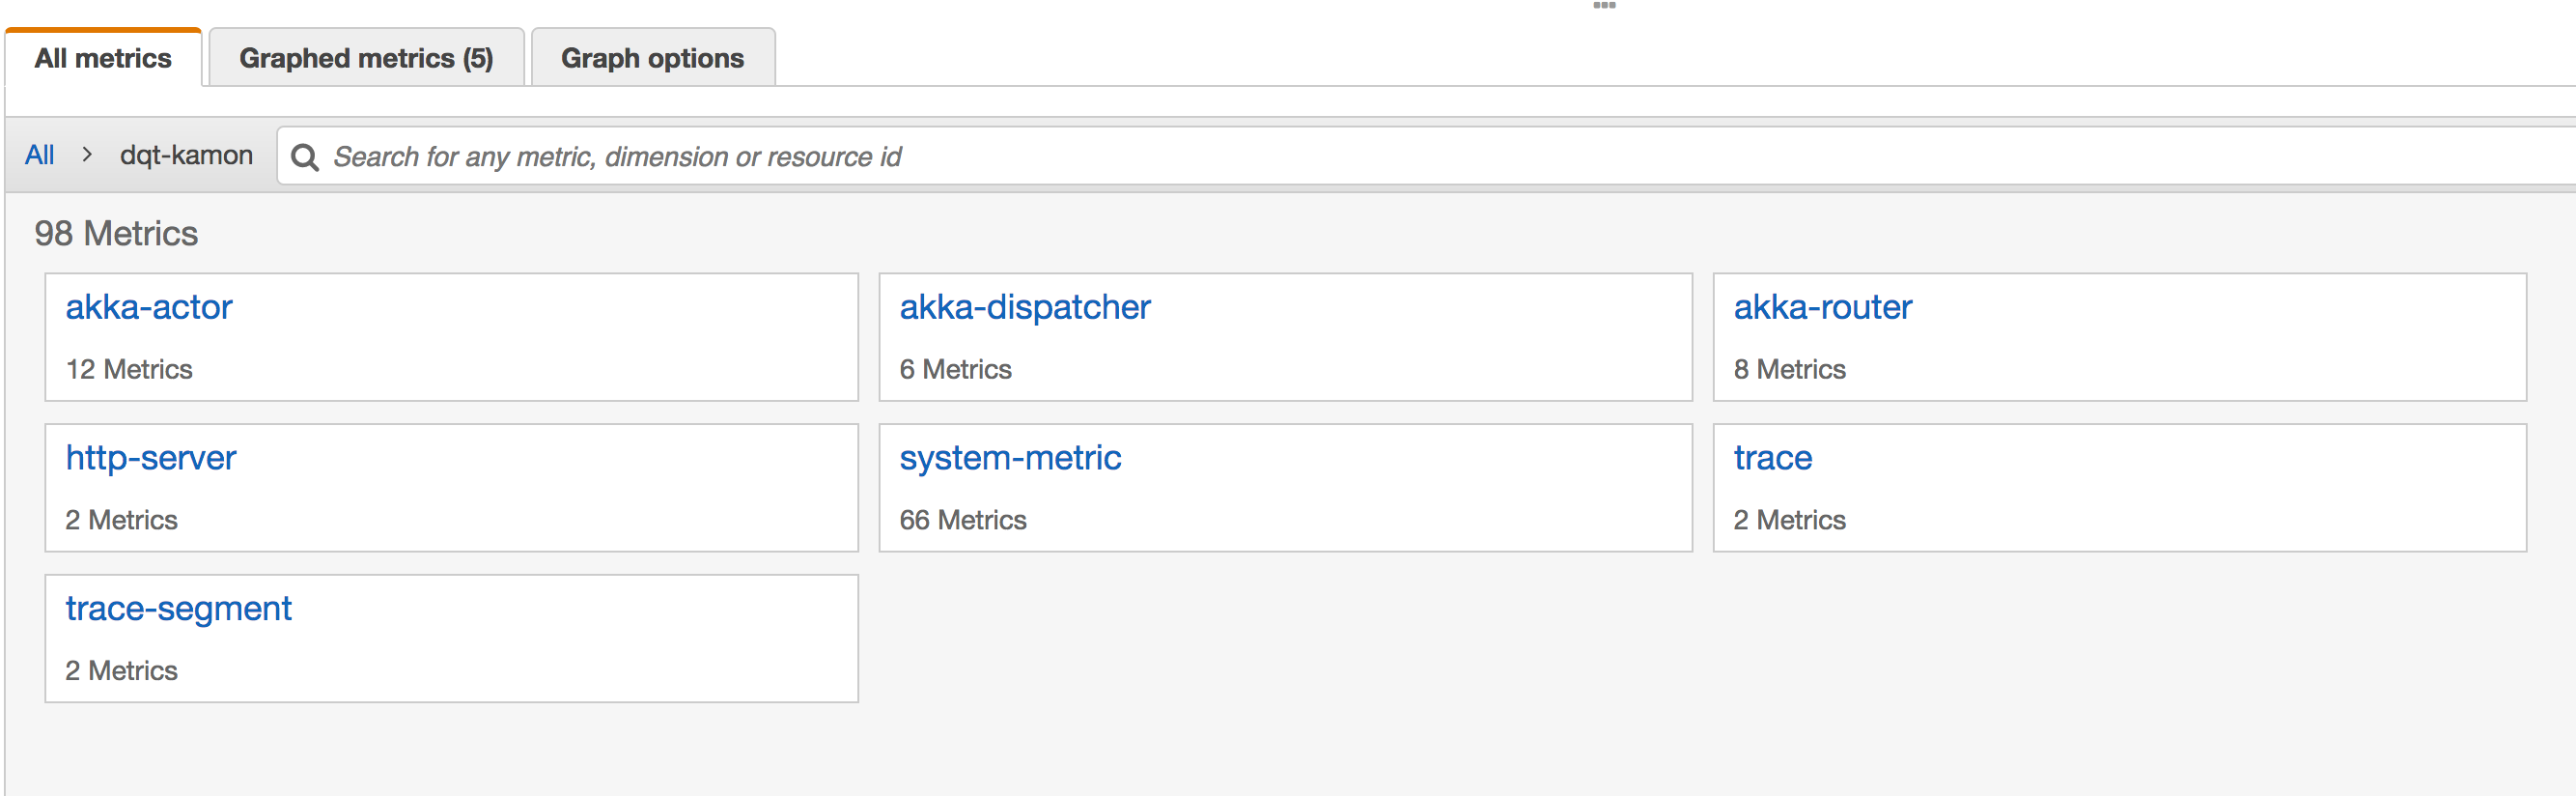 All metrics Graphed metrics (5) Graph options
All > dqt-kamon Search for any metric, dimension or resource id
98 Metrics
akka-actor akka-dispatcher akka-router
12 Metrics 6 Metrics 8 Metrics
http-server system-metric trace
2 Metrics 66 Metrics 2 Metrics
trace-segment
2 Metrics